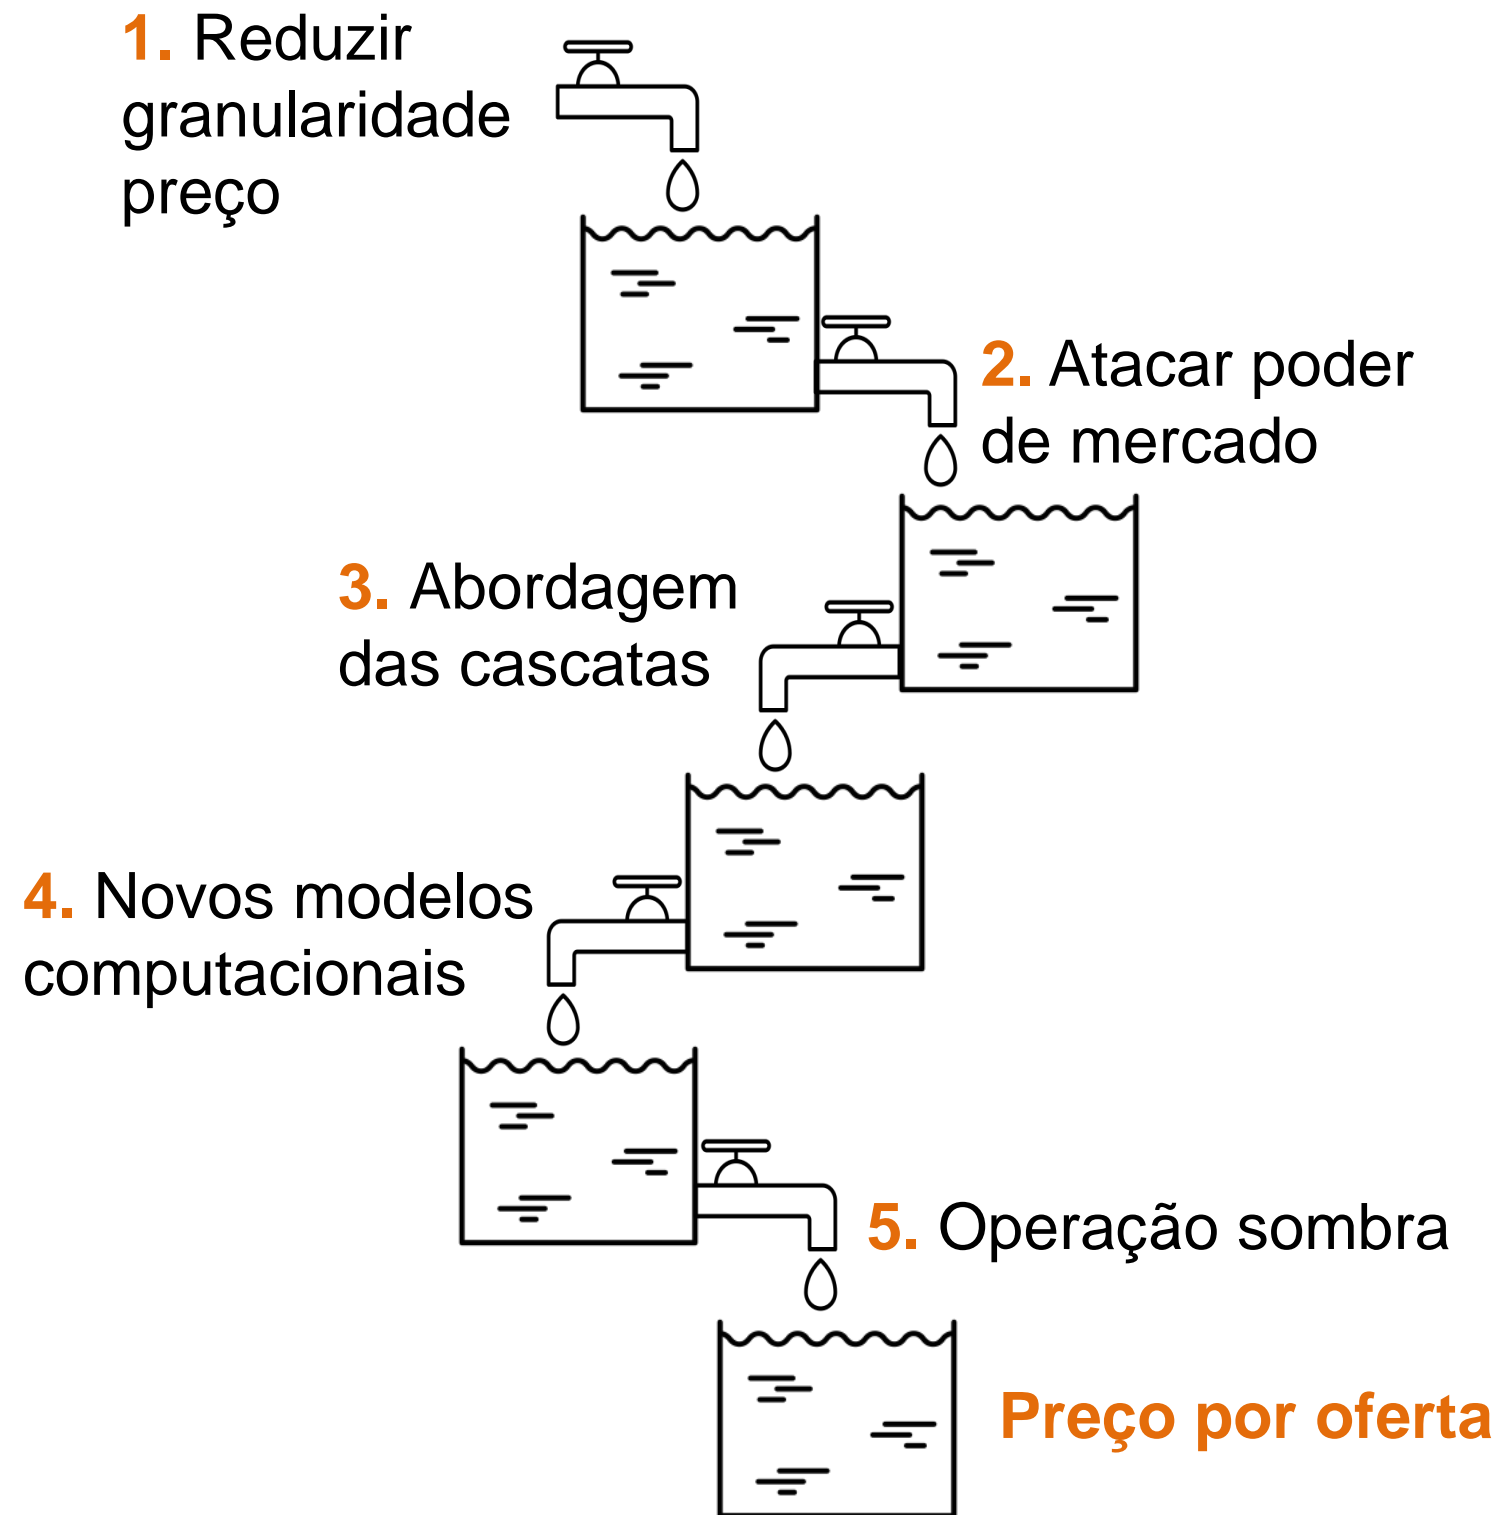 1. Reduzir
granularidade
preço
2. Atacar poder
de mercado
3. Abordagem
das cascatas
4. Novos modelos
computacionais
5. Operação sombra
Preço por oferta